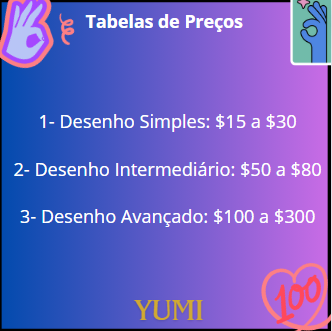 Tabelas de Preços
1- Desenho Simples: $15 a $30
2- Desenho Intermediário: $50 a $80
3- Desenho Avançado: $100 a $300
YUMI
100